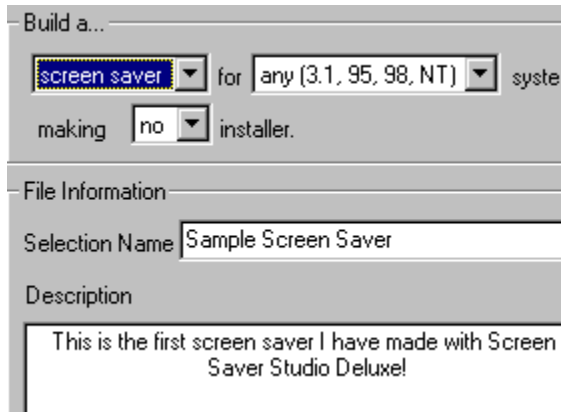 Build a...
screen saver for any (3.1, 95, 98, NT) syste
making no installer.
File Information
Selection Name Sample Screen Saver
Description
This is the first screen saver I have made with Screen
Saver Studio Deluxe!